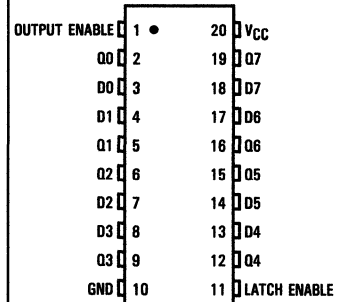 OUTPUT ENABLE 1 20 VCC
Q0 2 19 Q7
D0 3 18 D7
D1 4 17 D6
Q1 5 16 Q6
Q2 6 15 Q5
D2 7 14 D5
D3 8 13 D4
Q3 9 12 Q4
GND 10 11 LATCH ENABLE